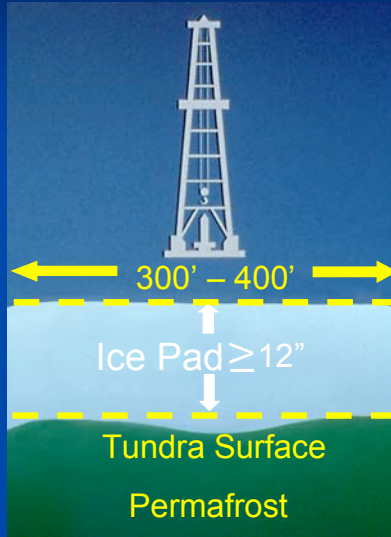 300’ – 400’
Ice Pad ≥12”
Tundra Surface
Permafrost